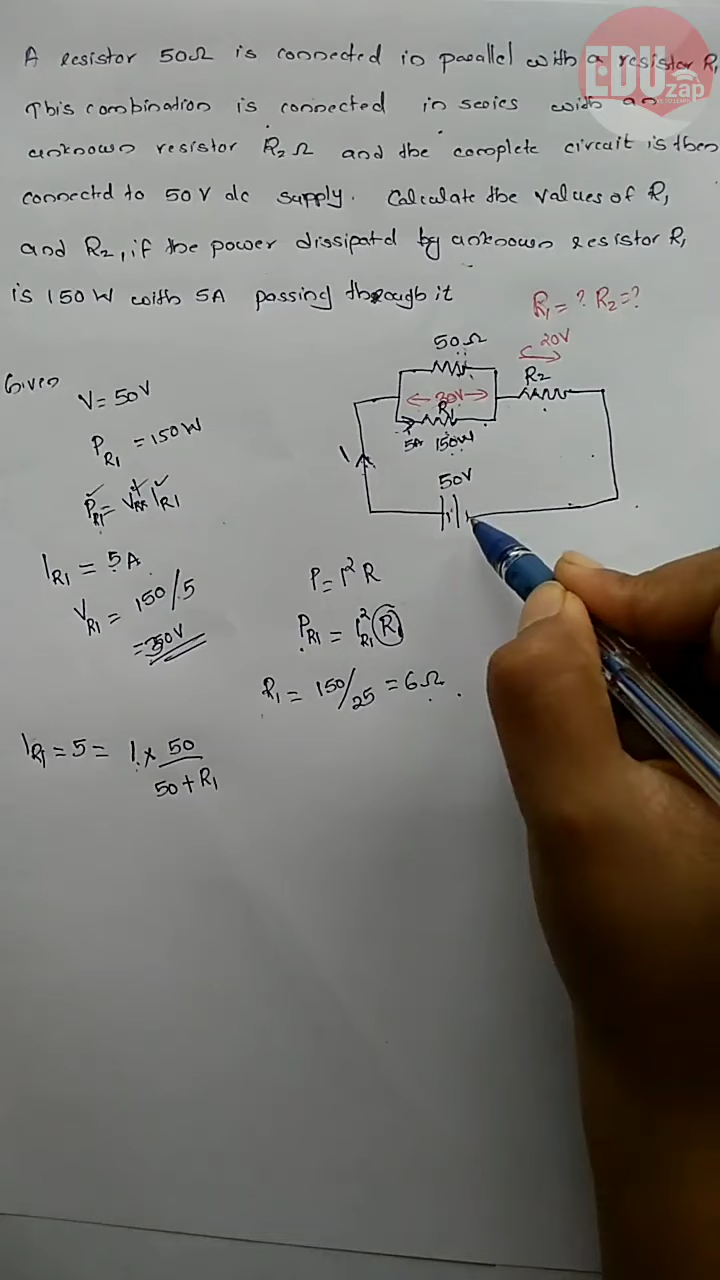 EDU
zap
A resistor 50Ω is connected in parallel with a resistor R1
This combination is connected in series with an
unknown resistor R2 Ω and the complete circuit is then
connectd to 50 V dc supply. Calculate the values of R1
and R2, if the power dissipatd by unknown resistor R1
is 150 W with 5A passing through it
R1 = ? R2 = ?
Given
V = 50V
PR1 = 150W
PR1 = VR1 IR1
IR1 = 5A
VR1 = 150/5
= 30V
50Ω
20V
R2
30V
R1
5A 150W
I
50V
P = I²R
PR1 = I²R1 R1
R1 = 150/25 = 6Ω.
IR1 = 5 = I × 50
50 + R1